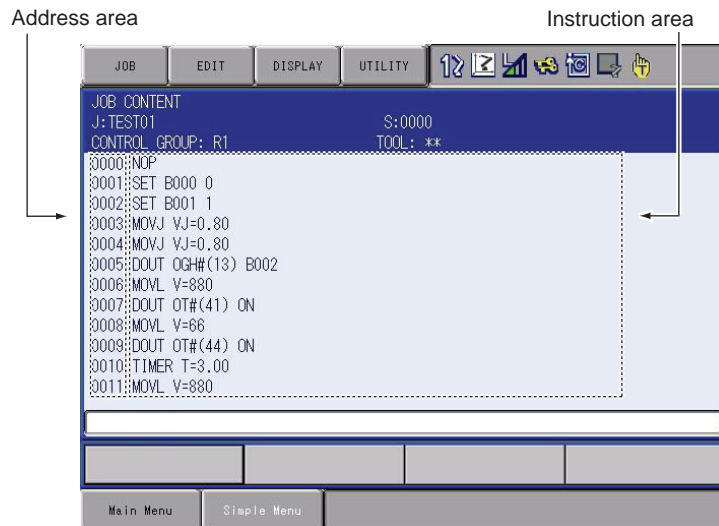 Address area Instruction area
JOB EDIT DISPLAY UTILITY
JOB CONTENT
J:TEST01 S:0000
CONTROL GROUP: R1 TOOL: **
0000 NOP
0001 SET B000 0
0002 SET B001 1
0003 MOVJ VJ=0.80
0004 MOVJ VJ=0.80
0005 DOUT OGH#(13) B002
0006 MOVL V=880
0007 DOUT OT#(41) ON
0008 MOVL V=66
0009 DOUT OT#(44) ON
0010 TIMER T=3.00
0011 MOVL V=880
Main Menu Simple Menu